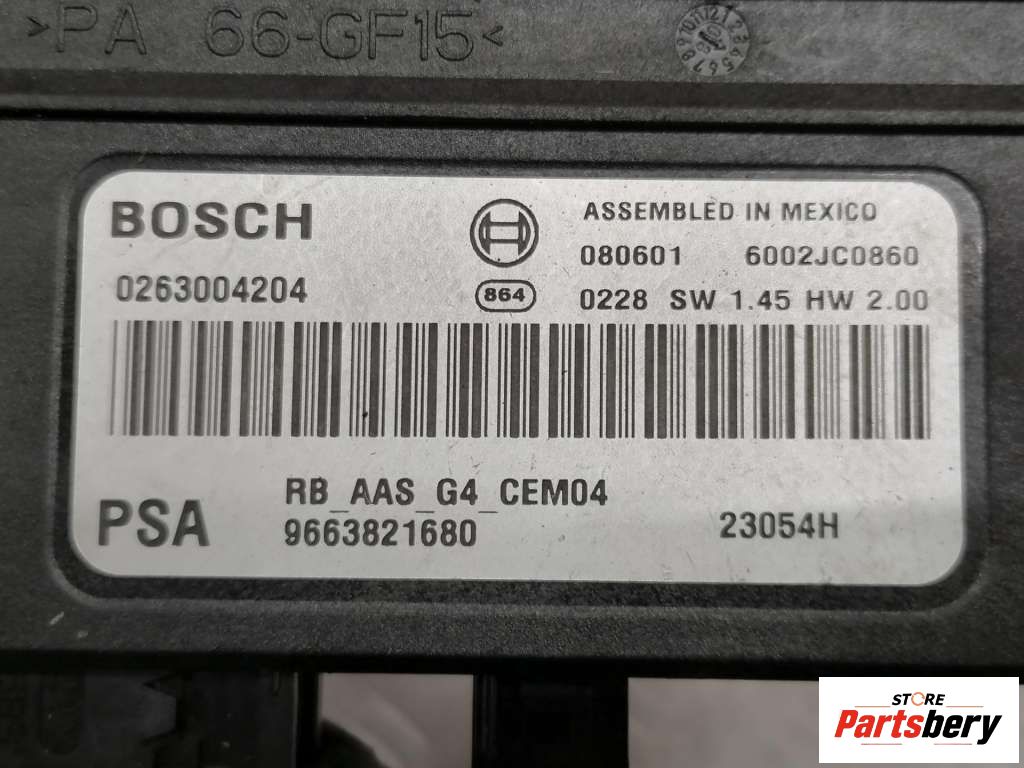 >PA 66-GF15<
BOSCH
ASSEMBLED IN MEXICO
080601 6002JC0860
0263004204
864
0228 SW 1.45 HW 2.00
RB_AAS_G4_CEM04
PSA
9663821680
23054H
STORE
Partsbery